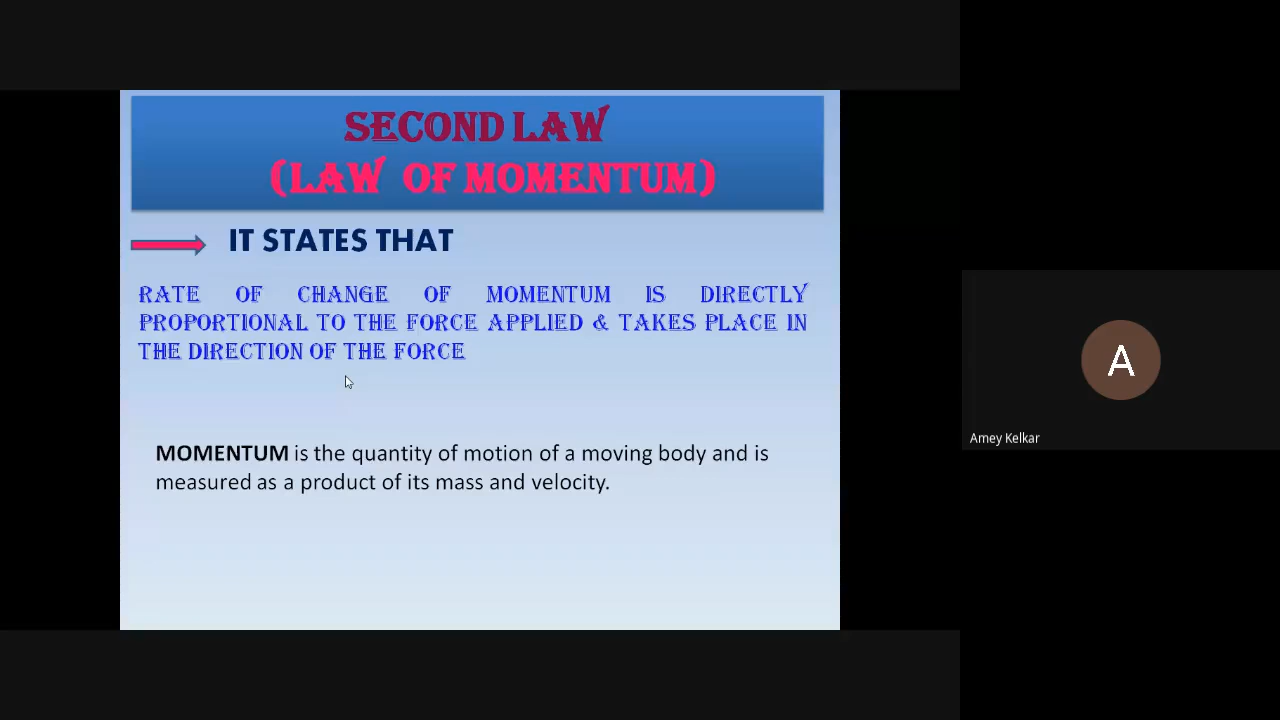 SECOND LAW
(LAW OF MOMENTUM)
IT STATES THAT
RATE OF CHANGE OF MOMENTUM IS DIRECTLY
PROPORTIONAL TO THE FORCE APPLIED & TAKES PLACE IN
THE DIRECTION OF THE FORCE
MOMENTUM is the quantity of motion of a moving body and is
measured as a product of its mass and velocity.
A
Amey Kelkar